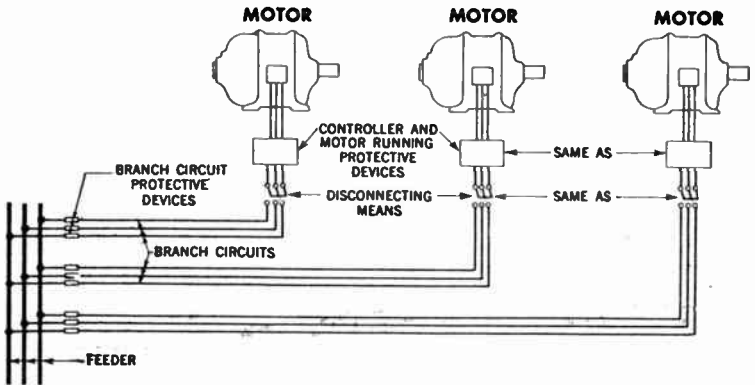 MOTOR
MOTOR
MOTOR
CONTROLLER AND
MOTOR RUNNING
PROTECTIVE
DEVICES
SAME AS
BRANCH CIRCUIT
PROTECTIVE
DEVICES
DISCONNECTING
MEANS
SAME AS
BRANCH CIRCUITS
FEEDER